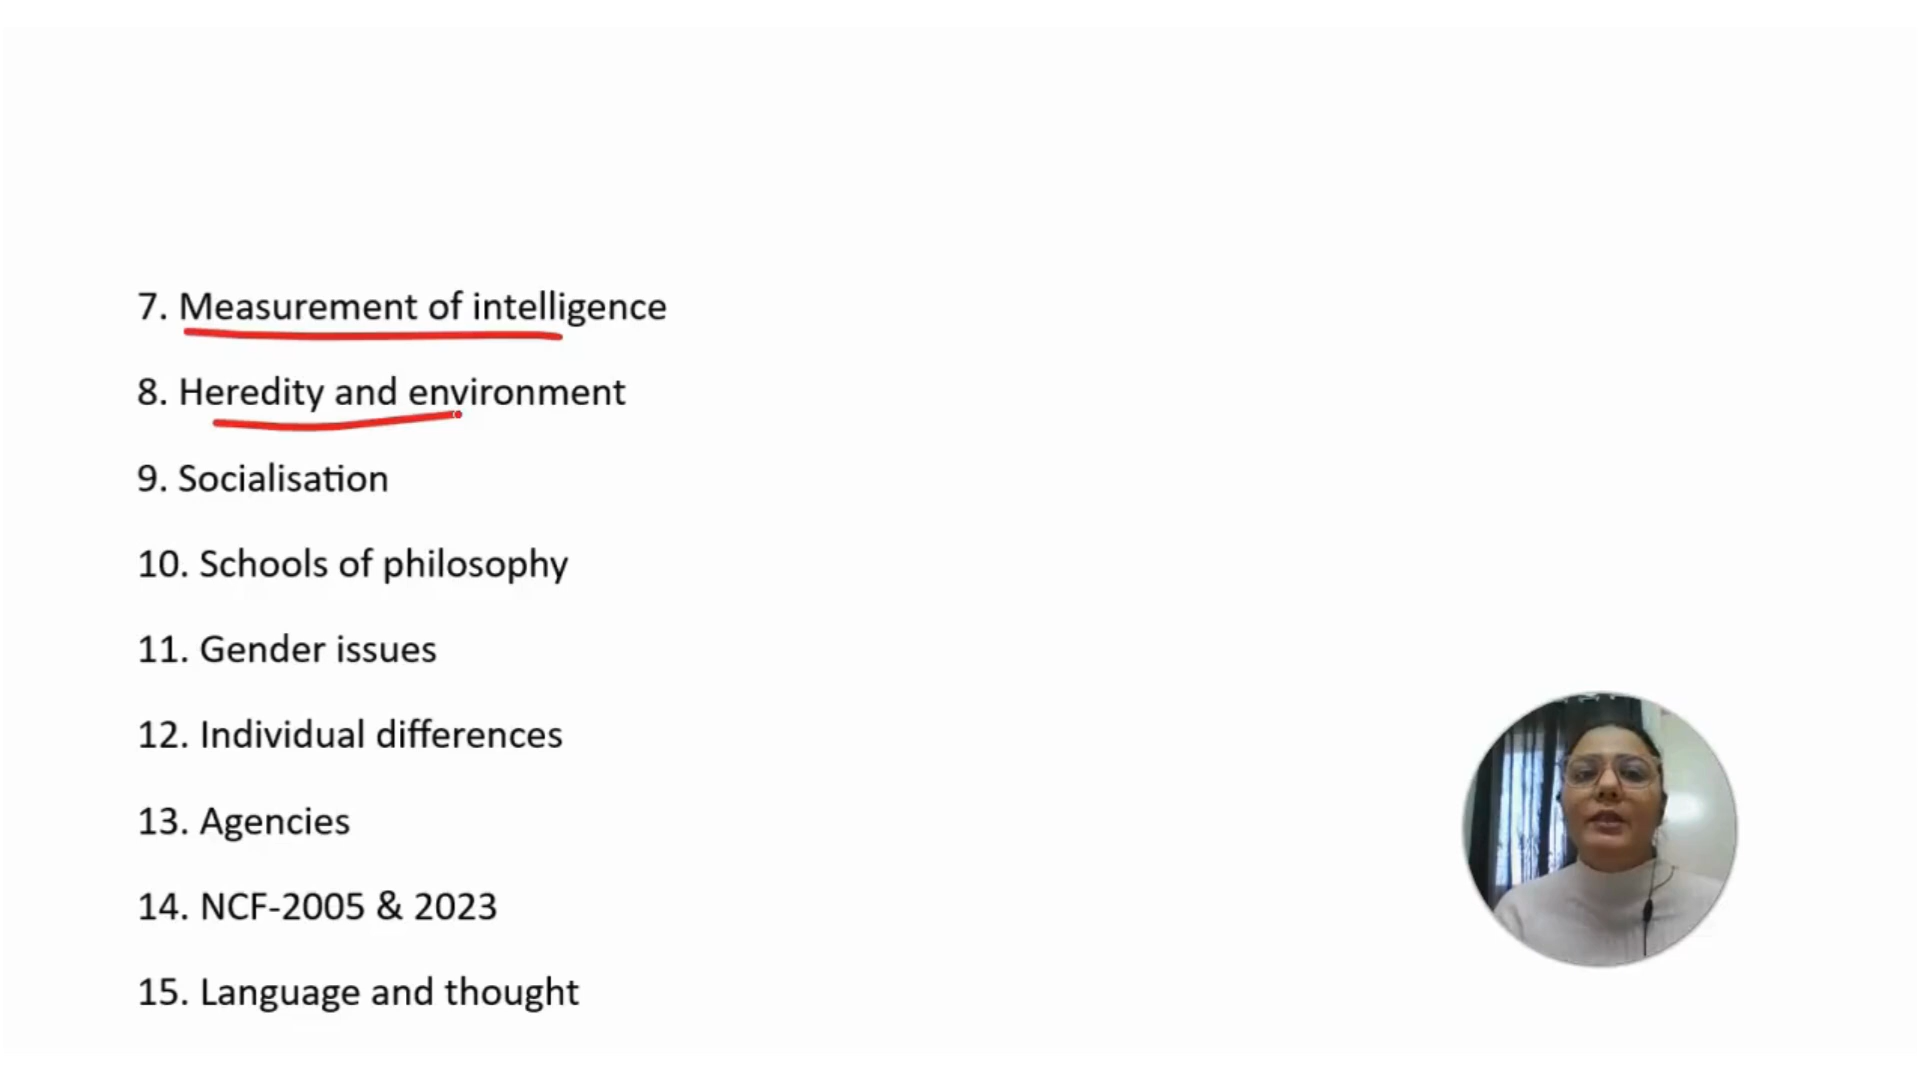 7. Measurement of intelligence
8. Heredity and environment
9. Socialisation
10. Schools of philosophy
11. Gender issues
12. Individual differences
13. Agencies
14. NCF-2005 & 2023
15. Language and thought